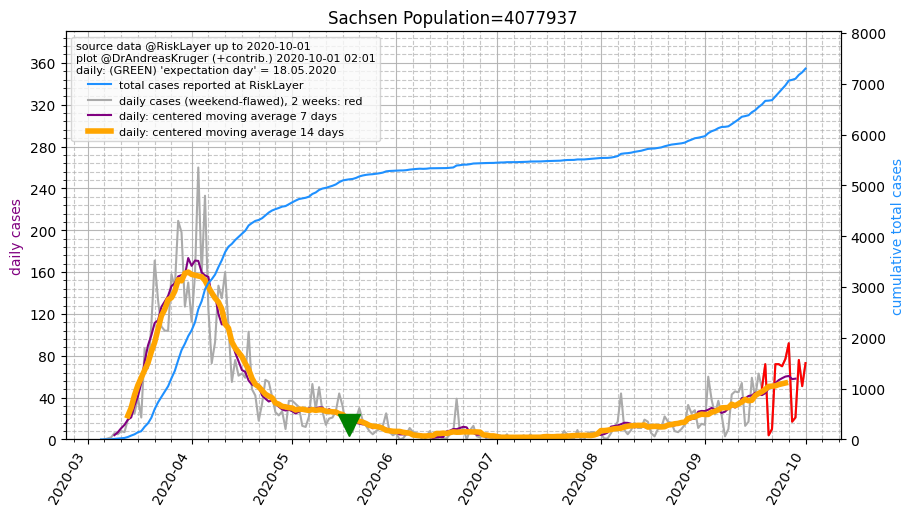 Sachsen Population=4077937
source data @RiskLayer up to 2020-10-01
plot @DrAndreasKruger (+contrib.) 2020-10-01 02:01
daily: (GREEN) 'expectation day' = 18.05.2020
total cases reported at RiskLayer
daily cases (weekend-flawed), 2 weeks: red
daily: centered moving average 7 days
daily: centered moving average 14 days
daily cases
360
320
280
240
200
160
120
80
40
0
cumulative total cases
8000
7000
6000
5000
4000
3000
2000
1000
0
2020-03
2020-04
2020-05
2020-06
2020-07
2020-08
2020-09
2020-10